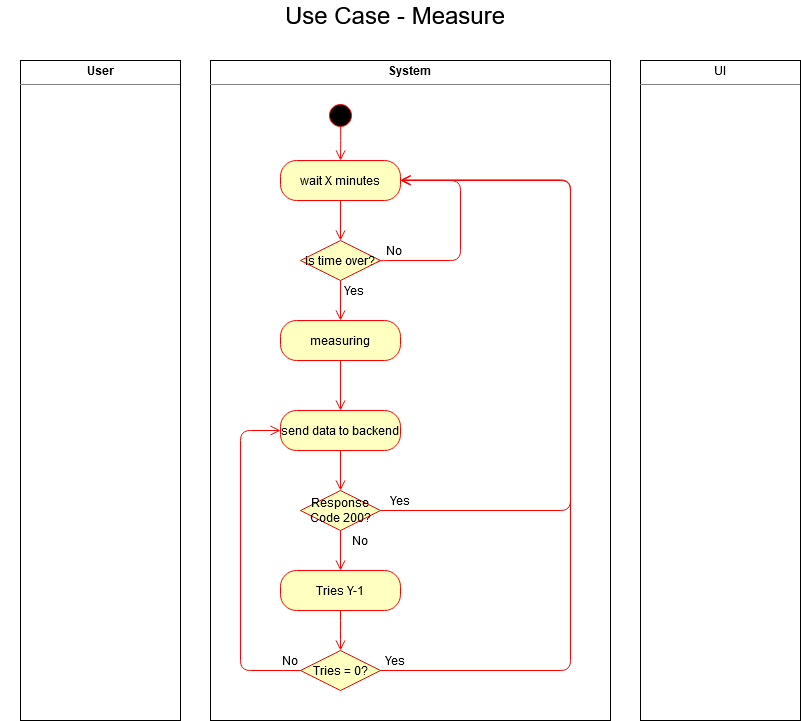 Use Case - Measure
User
System
UI
wait X minutes
Is time over?
No
Yes
measuring
send data to backend
Response
Code 200?
Yes
No
Tries Y-1
Tries = 0?
No
Yes